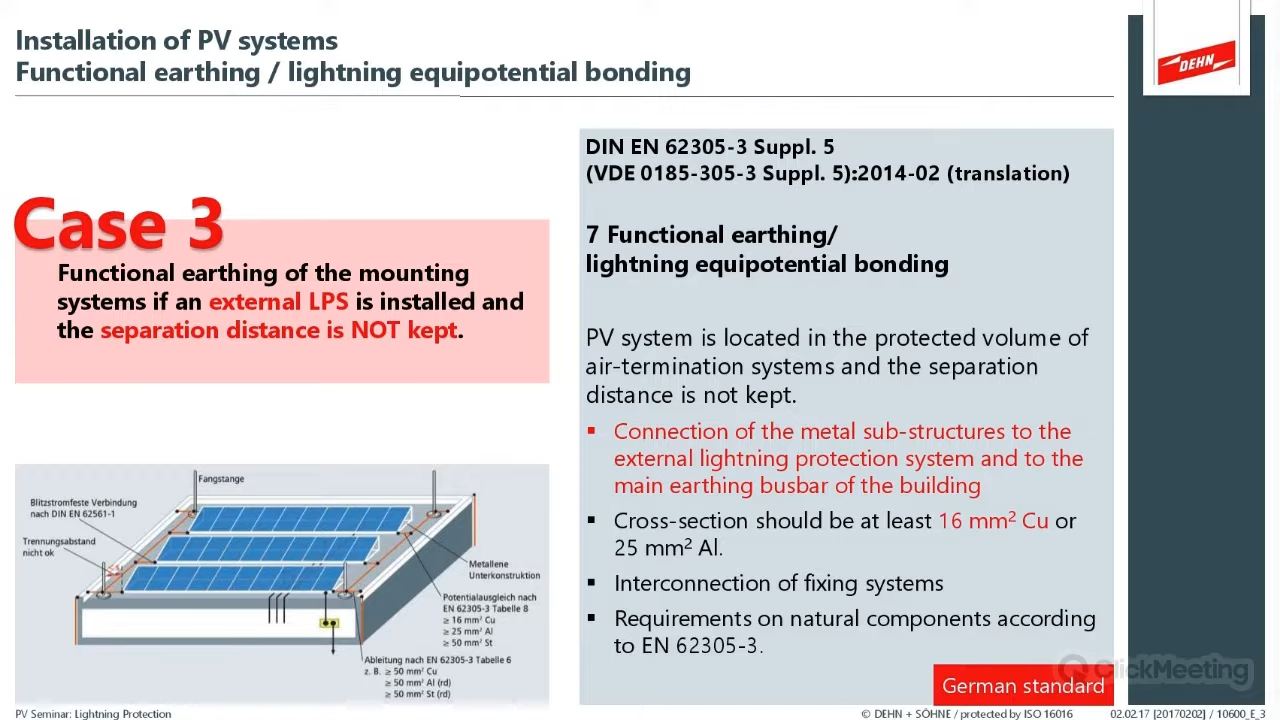 Installation of PV systems
Functional earthing / lightning equipotential bonding
DEHN
Case 3
Functional earthing of the mounting
systems if an external LPS is installed and
the separation distance is NOT kept.
DIN EN 62305-3 Suppl. 5
(VDE 0185-305-3 Suppl. 5):2014-02 (translation)
7 Functional earthing/
lightning equipotential bonding
PV system is located in the protected volume of
air-termination systems and the separation
distance is not kept.
▪ Connection of the metal sub-structures to the
external lightning protection system and to the
main earthing busbar of the building
▪ Cross-section should be at least 16 mm² Cu or
25 mm² Al.
▪ Interconnection of fixing systems
▪ Requirements on natural components according
to EN 62305-3.
German standard
ClickMeeting
Fangstange
Blitzstromfeste Verbindung
nach DIN EN 62561-1
Trennungsabstand
nicht ok
Metallene
Unterkonstruktion
Potentialausgleich nach
EN 62305-3 Tabelle 8
≥ 16 mm² Cu
≥ 25 mm² Al
≥ 50 mm² St
Ableitung nach EN 62305-3 Tabelle 6
z. B. ≥ 50 mm² Cu
≥ 50 mm² Al (rd)
≥ 50 mm² St (rd)
PV Seminar: Lightning Protection
© DEHN + SÖHNE / protected by ISO 16016
02.02.17 [20170202] / 10600_E_3